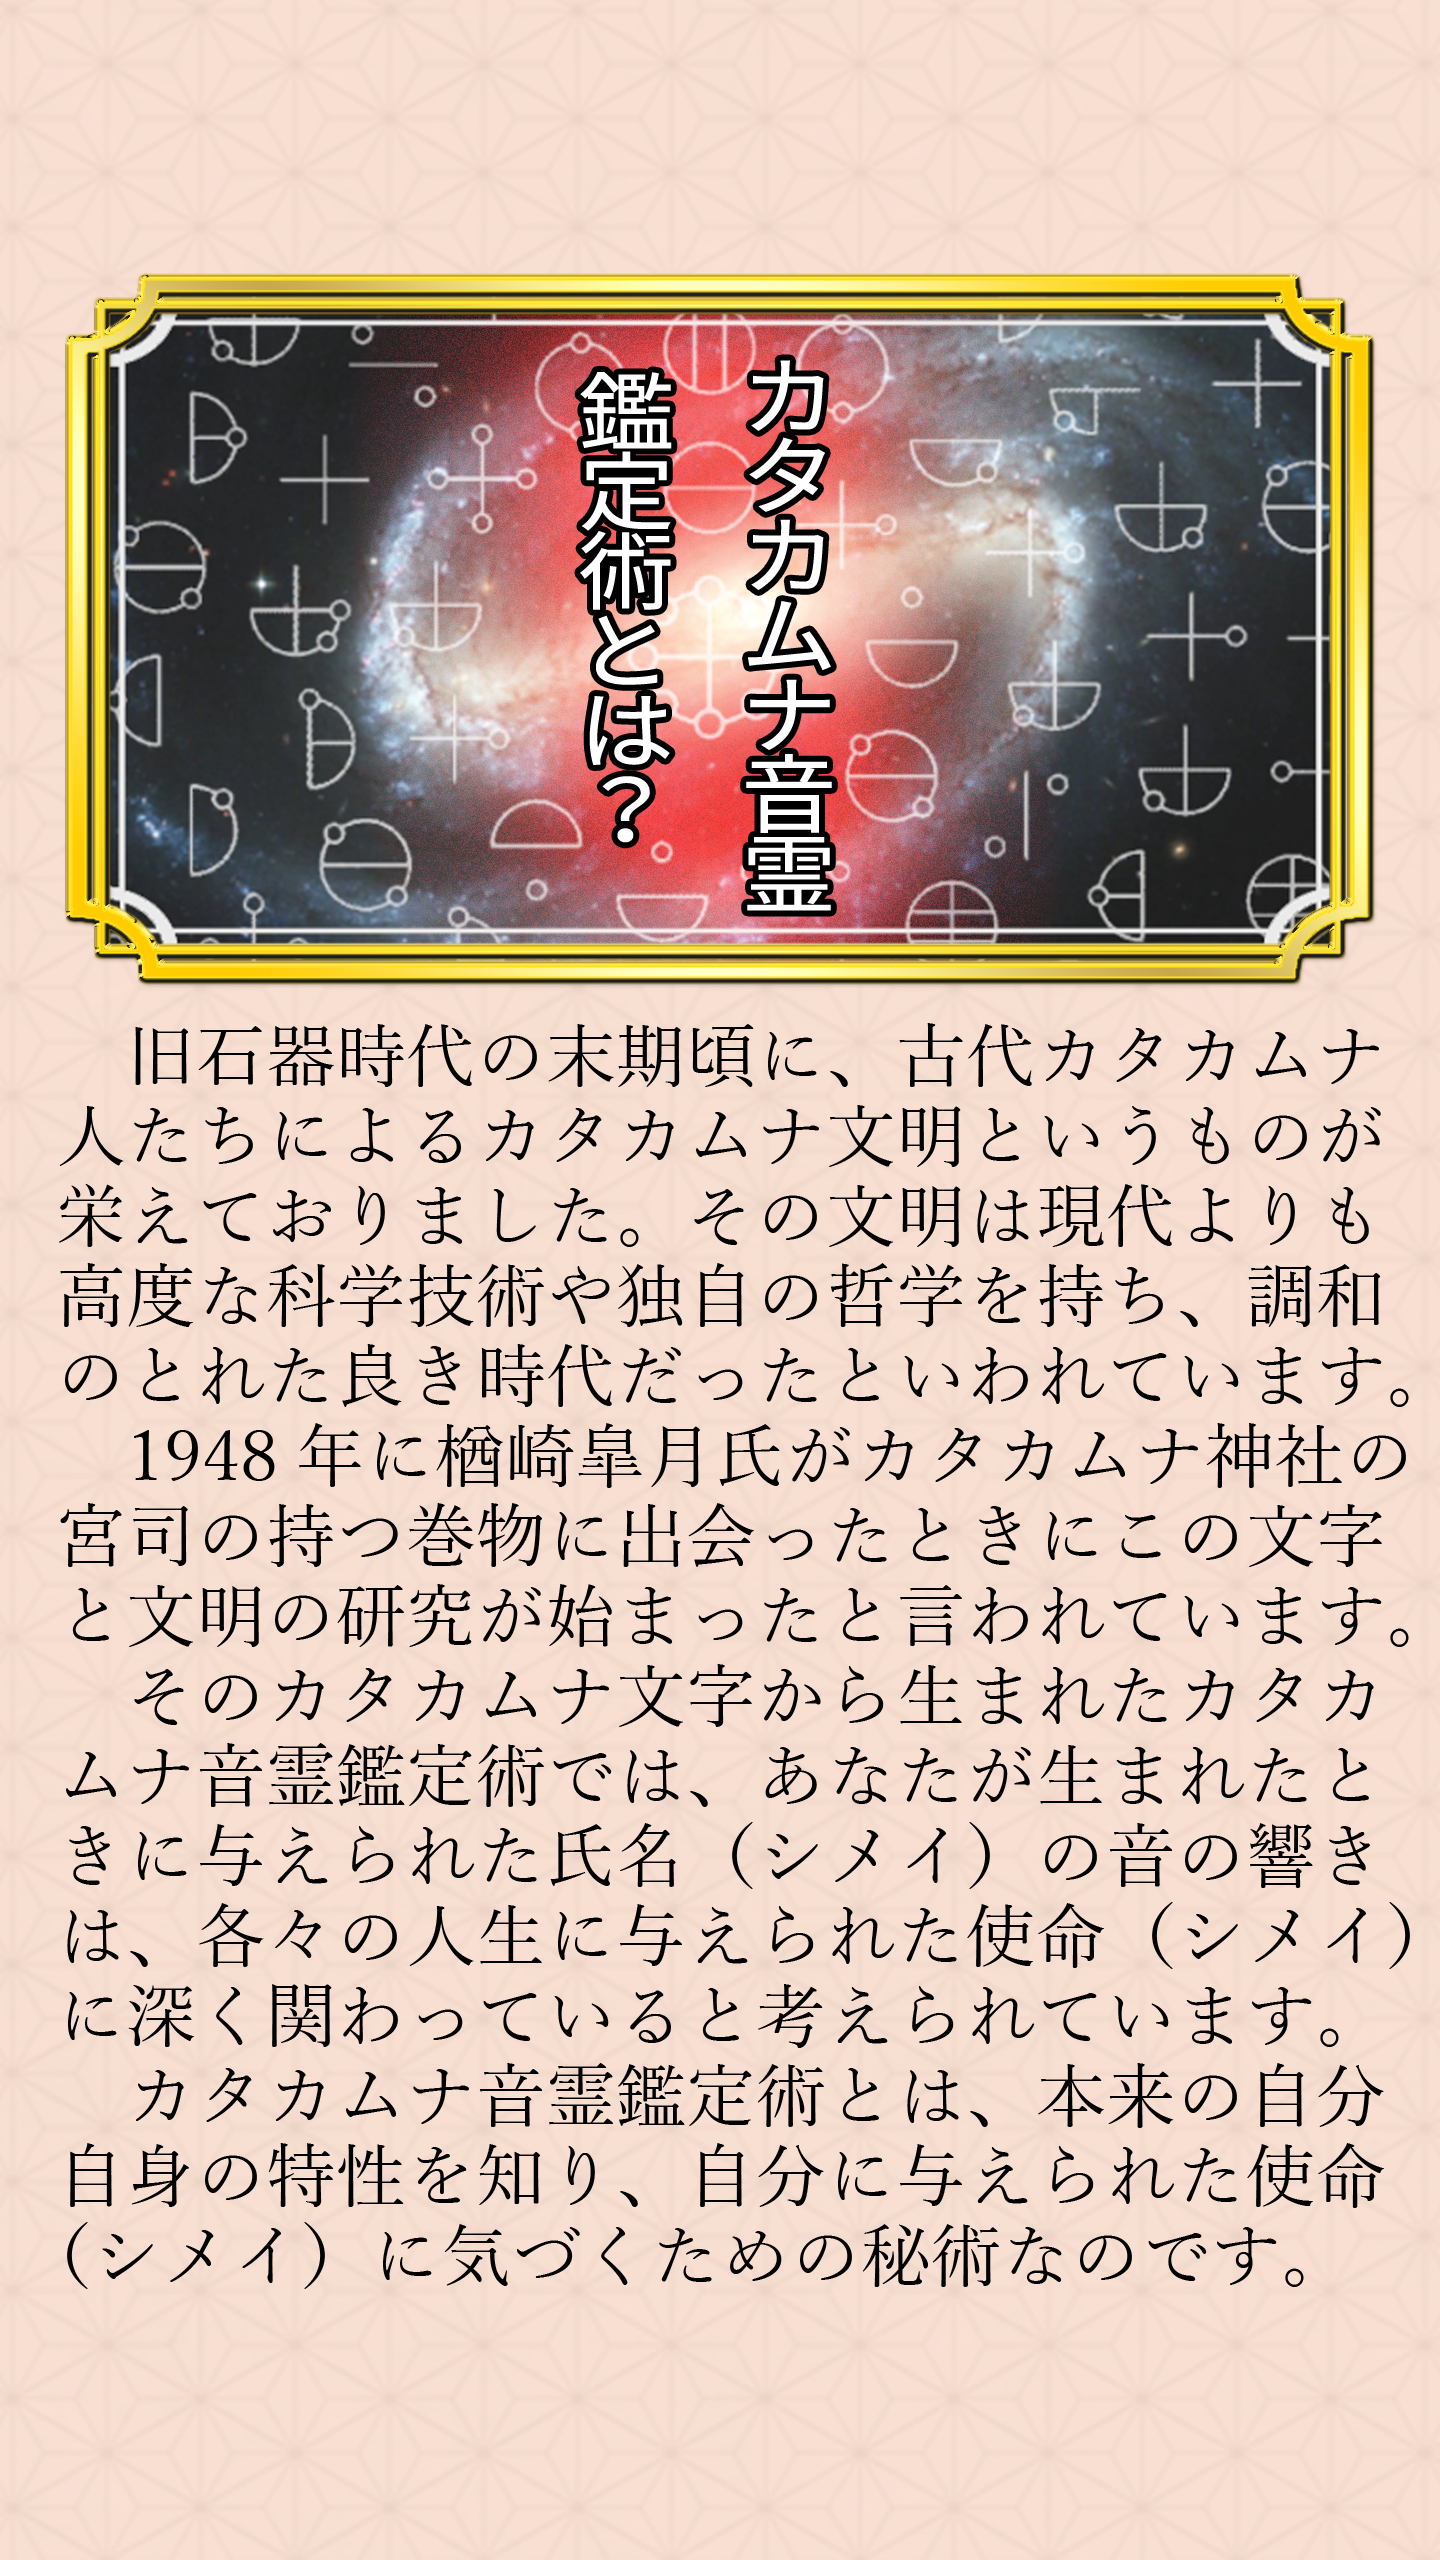 カタカムナ音霊
鑑定術とは?
　旧石器時代の末期頃に、古代カタカムナ
人たちによるカタカムナ文明というものが
栄えておりました。その文明は現代よりも
高度な科学技術や独自の哲学を持ち、調和
のとれた良き時代だったといわれています。
　1948 年に楢崎皐月氏がカタカムナ神社の
宮司の持つ巻物に出会ったときにこの文字
と文明の研究が始まったと言われています。
　そのカタカムナ文字から生まれたカタカ
ムナ音霊鑑定術では、あなたが生まれたと
きに与えられた氏名（シメイ）の音の響き
は、各々の人生に与えられた使命（シメイ）
に深く関わっていると考えられています。
　カタカムナ音霊鑑定術とは、本来の自分
自身の特性を知り、自分に与えられた使命
（シメイ）に気づくための秘術なのです。